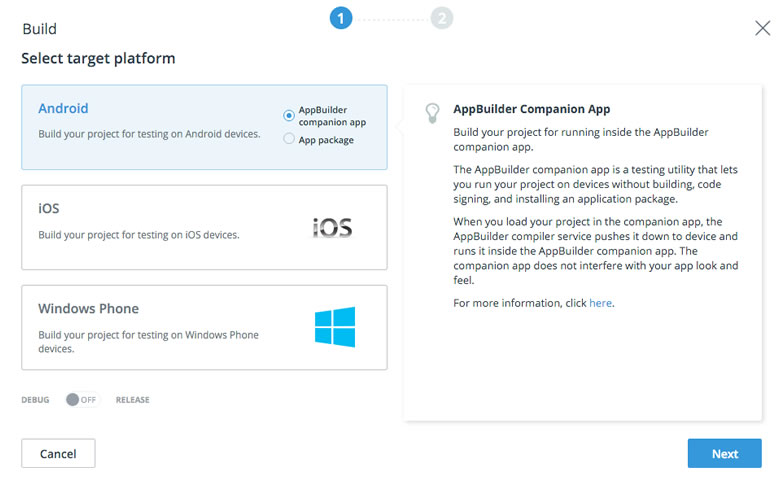 Build
1
2
Select target platform
Android
Build your project for testing on Android devices.
AppBuilder
companion app
App package
iOS
Build your project for testing on iOS devices.
iOS
Windows Phone
Build your project for testing on Windows Phone
devices.
DEBUG
OFF
RELEASE
AppBuilder Companion App
Build your project for running inside the AppBuilder
companion app.
The AppBuilder companion app is a testing utility that lets
you run your project on devices without building, code
signing, and installing an application package.
When you load your project in the companion app, the
AppBuilder compiler service pushes it down to device and
runs it inside the AppBuilder companion app. The
companion app does not interfere with your app look and
feel.
For more information, click here.
Cancel
Next